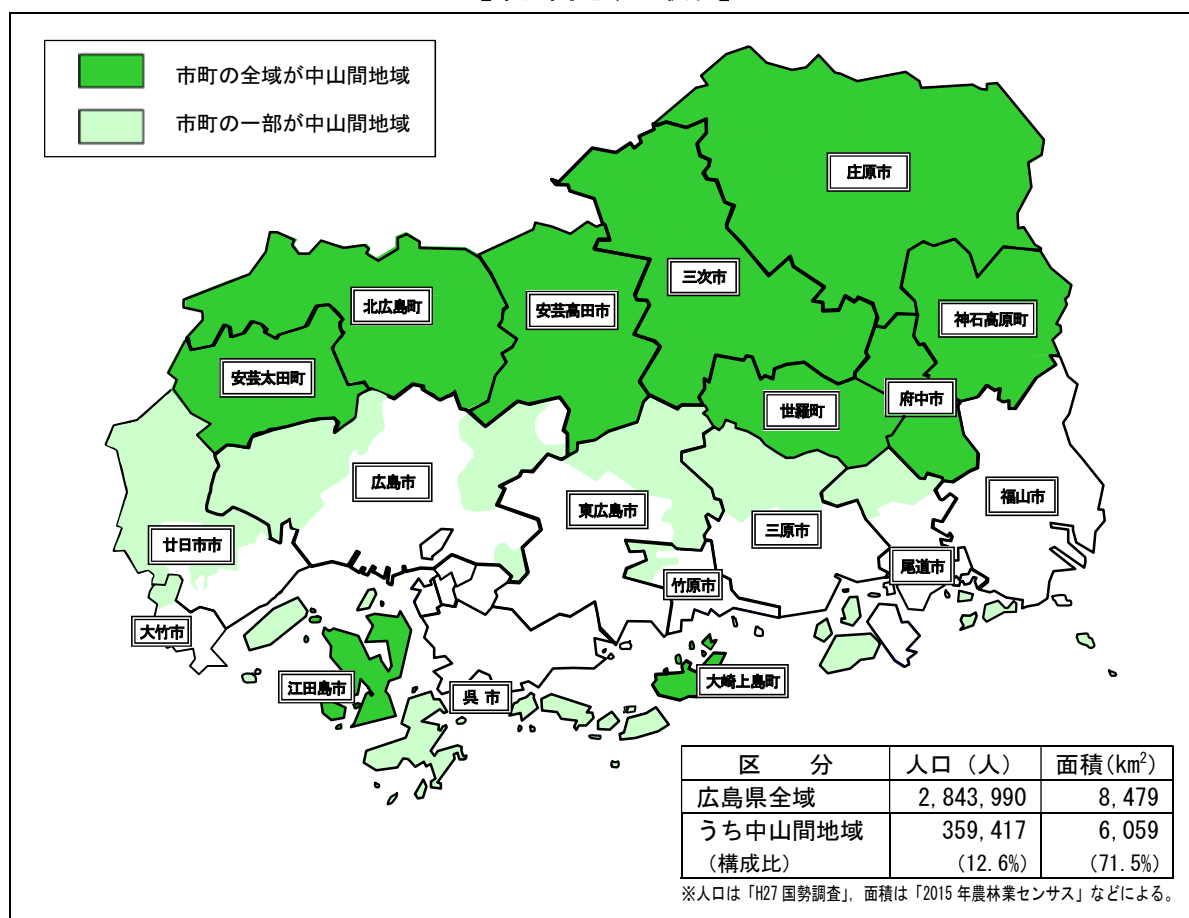 市町の全域が中山間地域
市町の一部が中山間地域
庄原市
三次市
北広島町
安芸高田市
神石高原町
安芸太田町
世羅町
府中市
広島市
東広島市
福山市
三原市
廿日市市
尾道市
竹原市
大竹市
江田島市
呉市
大崎上島町
区　分 人口（人） 面積(km²)
広島県全域 2,843,990 8,479
うち中山間地域 359,417 6,059
（構成比） (12.6%) (71.5%)
※人口は「H27国勢調査」，面積は「2015年農林業センサス」などによる。